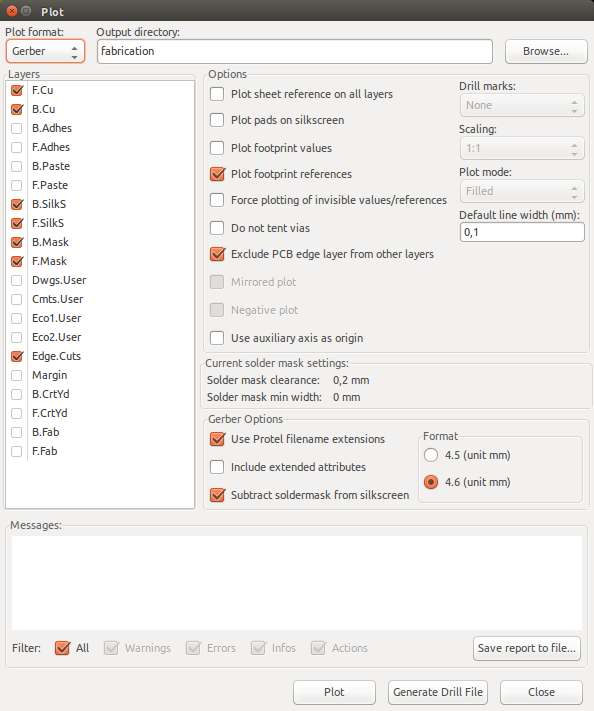 Plot
Plot format:
Output directory:
Gerber
fabrication
Browse...
Layers
F.Cu
B.Cu
B.Adhes
F.Adhes
B.Paste
F.Paste
B.SilkS
F.SilkS
B.Mask
F.Mask
Dwgs.User
Cmts.User
Eco1.User
Eco2.User
Edge.Cuts
Margin
B.CrtYd
F.CrtYd
B.Fab
F.Fab
Options
Plot sheet reference on all layers
Plot pads on silkscreen
Plot footprint values
Plot footprint references
Force plotting of invisible values/references
Do not tent vias
Exclude PCB edge layer from other layers
Mirrored plot
Negative plot
Use auxiliary axis as origin
Drill marks:
None
Scaling:
1:1
Plot mode:
Filled
Default line width (mm):
0,1
Current solder mask settings:
Solder mask clearance: 0,2 mm
Solder mask min width: 0 mm
Gerber Options
Use Protel filename extensions
Include extended attributes
Subtract soldermask from silkscreen
Format
4.5 (unit mm)
4.6 (unit mm)
Messages:
Filter: All Warnings Errors Infos Actions
Save report to file...
Plot
Generate Drill File
Close